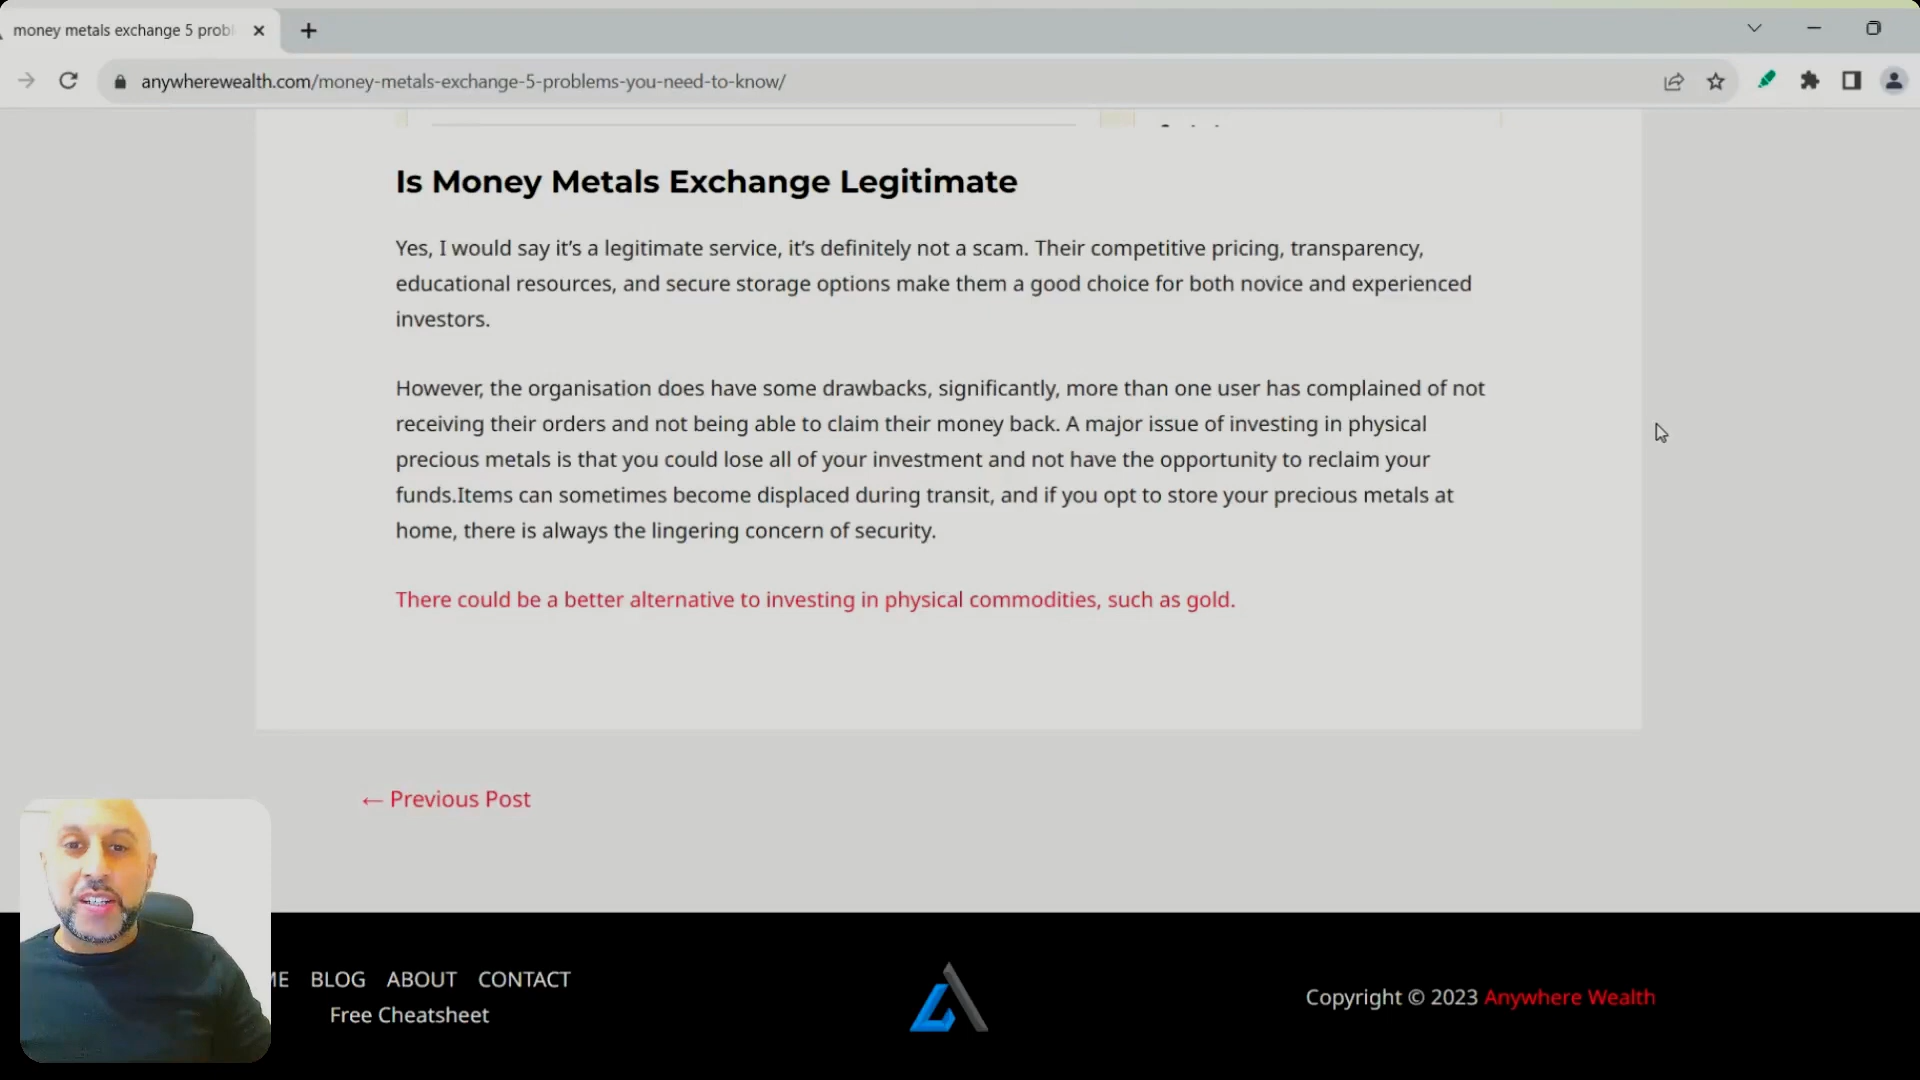 money metals exchange 5 probl
anywherewealth.com/money-metals-exchange-5-problems-you-need-to-know/
Is Money Metals Exchange Legitimate
Yes, I would say it’s a legitimate service, it’s definitely not a scam. Their competitive pricing, transparency,
educational resources, and secure storage options make them a good choice for both novice and experienced
investors.
However, the organisation does have some drawbacks, significantly, more than one user has complained of not
receiving their orders and not being able to claim their money back. A major issue of investing in physical
precious metals is that you could lose all of your investment and not have the opportunity to reclaim your
funds.Items can sometimes become displaced during transit, and if you opt to store your precious metals at
home, there is always the lingering concern of security.
There could be a better alternative to investing in physical commodities, such as gold.
← Previous Post
ME BLOG ABOUT CONTACT
Free Cheatsheet
Copyright © 2023 Anywhere Wealth